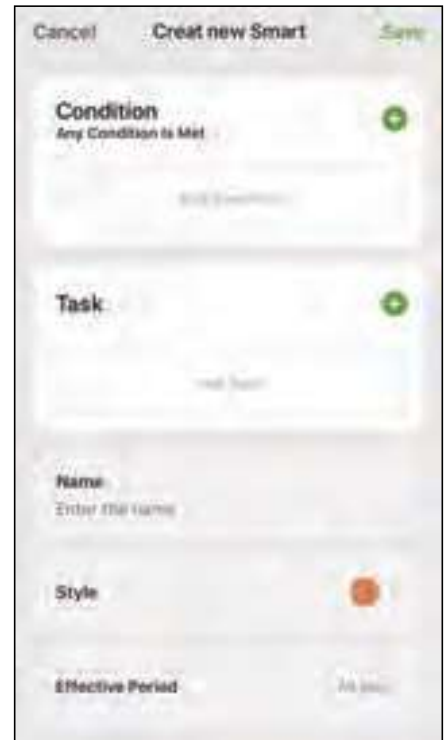 Cancel Creat new Smart Save
Condition
Any Condition Is Met
Task
Name
Enter the name
Style
Effective Period